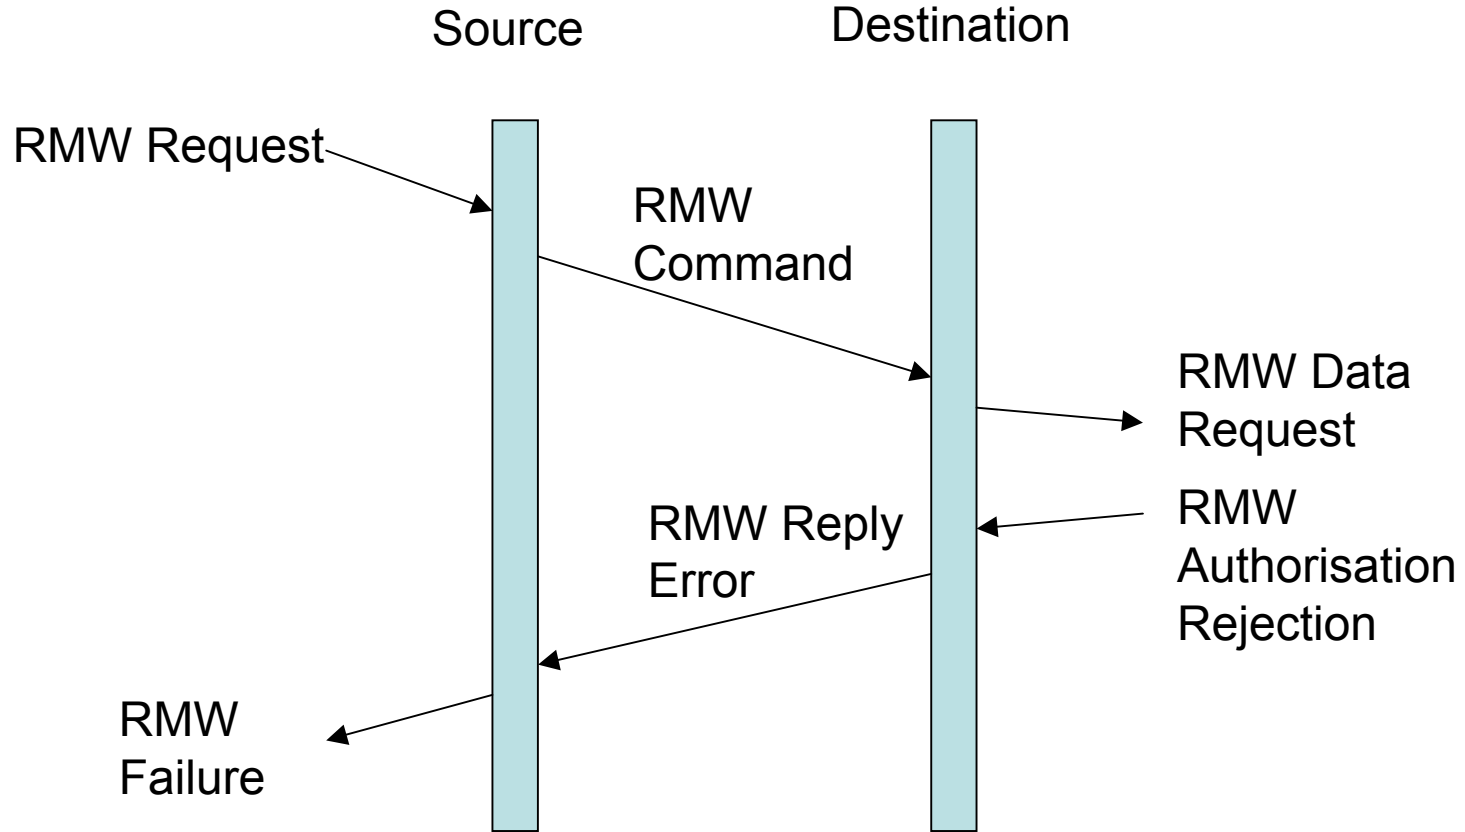 Source
Destination
RMW Request
RMW
Command
RMW Data
Request
RMW
Authorisation
Rejection
RMW Reply
Error
RMW
Failure